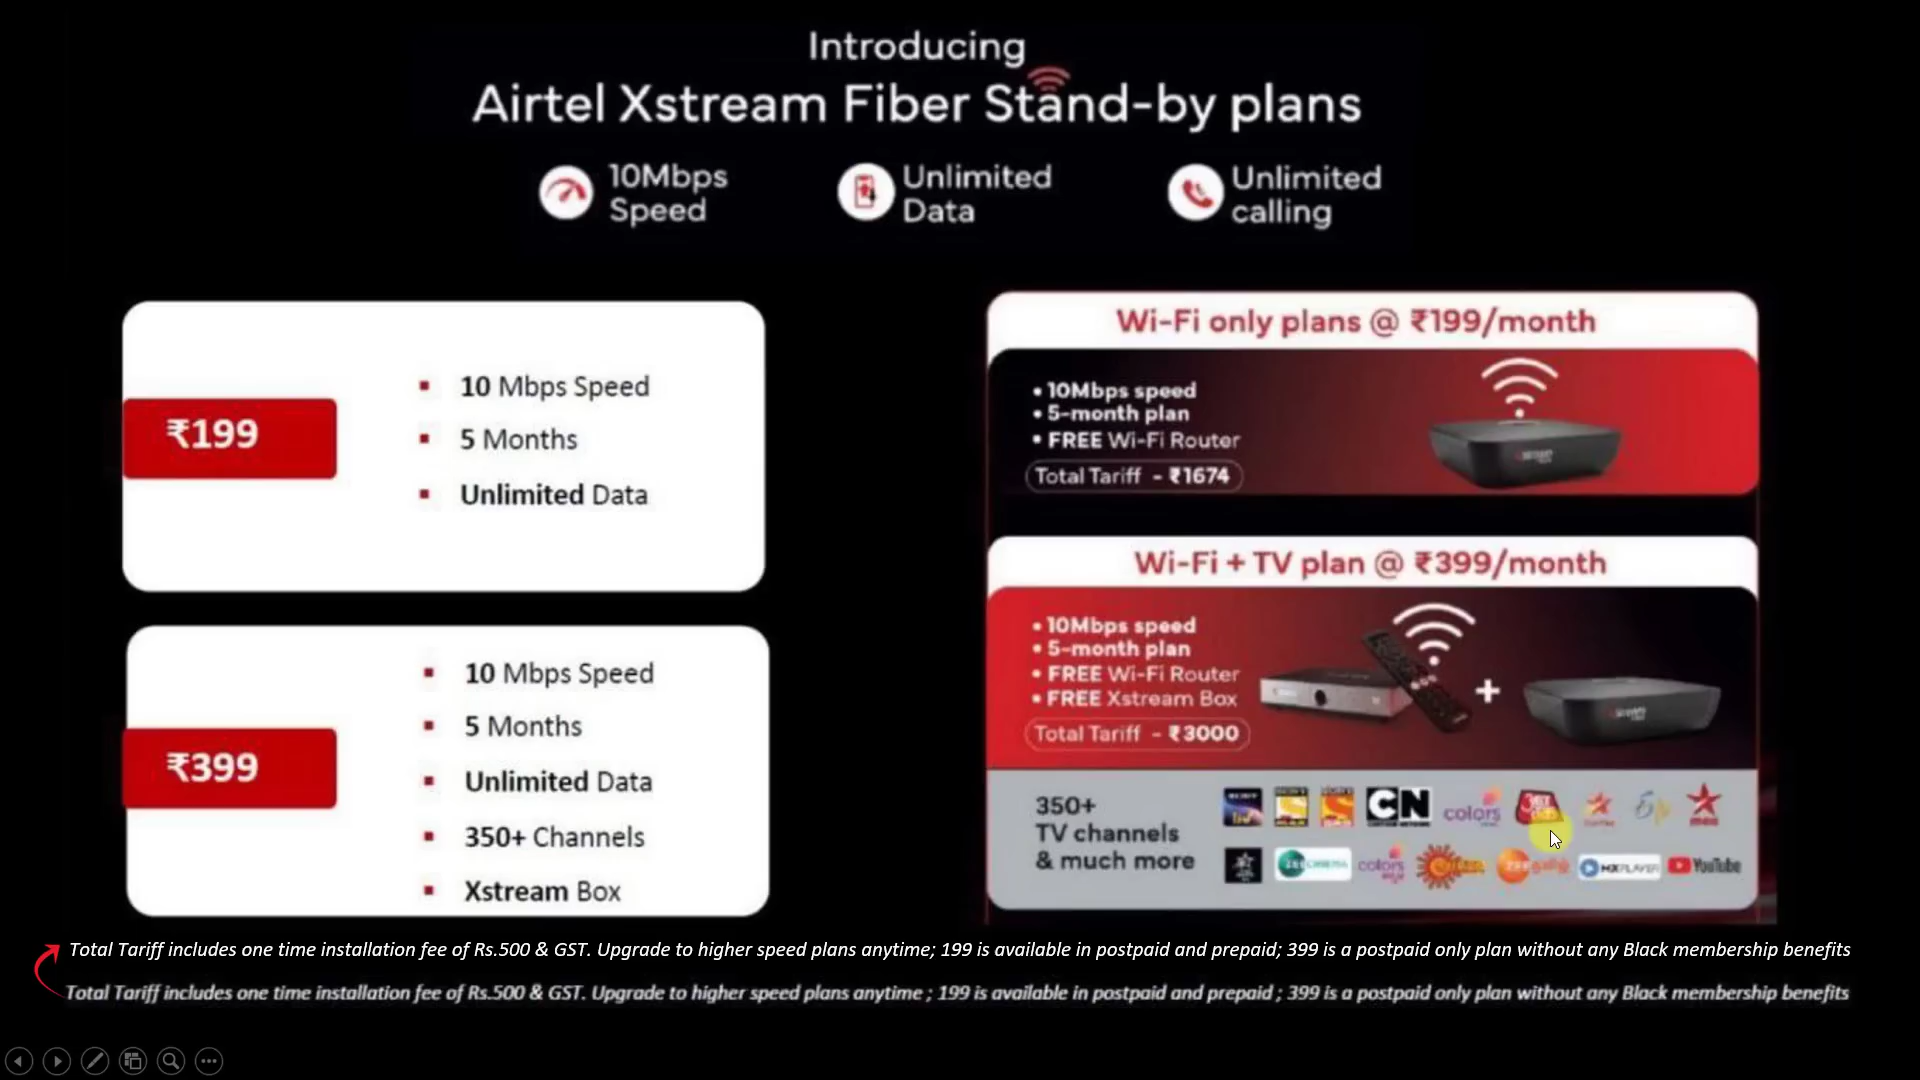 Introducing
Airtel Xstream Fiber Stand-by plans
10Mbps
Speed
Unlimited
Data
Unlimited
calling
₹199
▪ 10 Mbps Speed
▪ 5 Months
▪ Unlimited Data
₹399
▪ 10 Mbps Speed
▪ 5 Months
▪ Unlimited Data
▪ 350+ Channels
▪ Xstream Box
Wi-Fi only plans @ ₹199/month
• 10Mbps speed
• 5-month plan
• FREE Wi-Fi Router
Total Tariff - ₹1674
Wi-Fi + TV plan @ ₹399/month
• 10Mbps speed
• 5-month plan
• FREE Wi-Fi Router
• FREE Xstream Box
+
Total Tariff - ₹3000
350+
TV channels
& much more
SONY
CN
colors
colors
CINEMA
MXPLAYER
YouTube
Total Tariff includes one time installation fee of Rs.500 & GST. Upgrade to higher speed plans anytime; 199 is available in postpaid and prepaid; 399 is a postpaid only plan without any Black membership benefits
Total Tariff includes one time installation fee of Rs.500 & GST. Upgrade to higher speed plans anytime ; 199 is available in postpaid and prepaid ; 399 is a postpaid only plan without any Black membership benefits